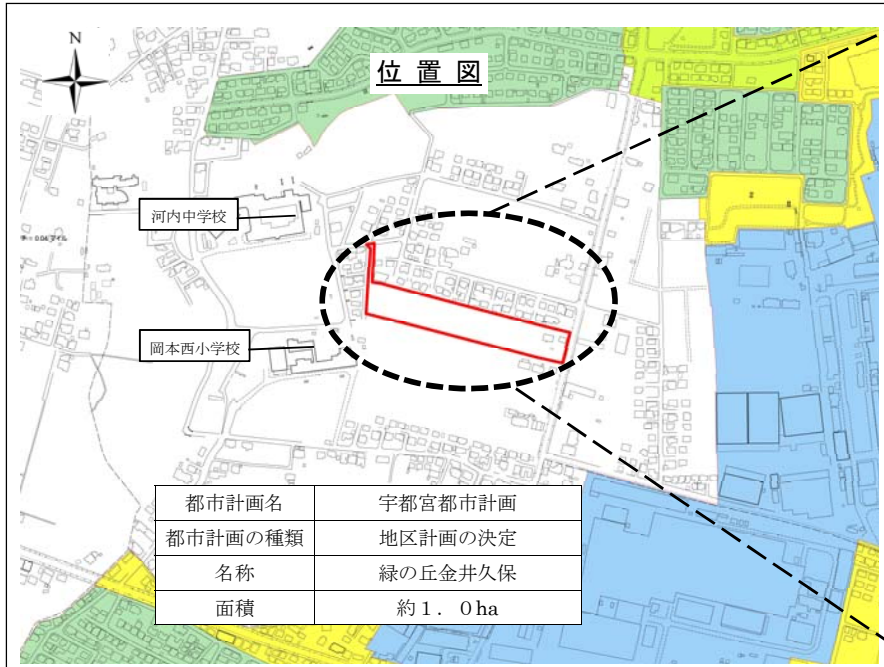 N
位置図
河内中学校
岡本西小学校
都市計画名 宇都宮都市計画
都市計画の種類 地区計画の決定
名称 緑の丘金井久保
面積 約１．０ha